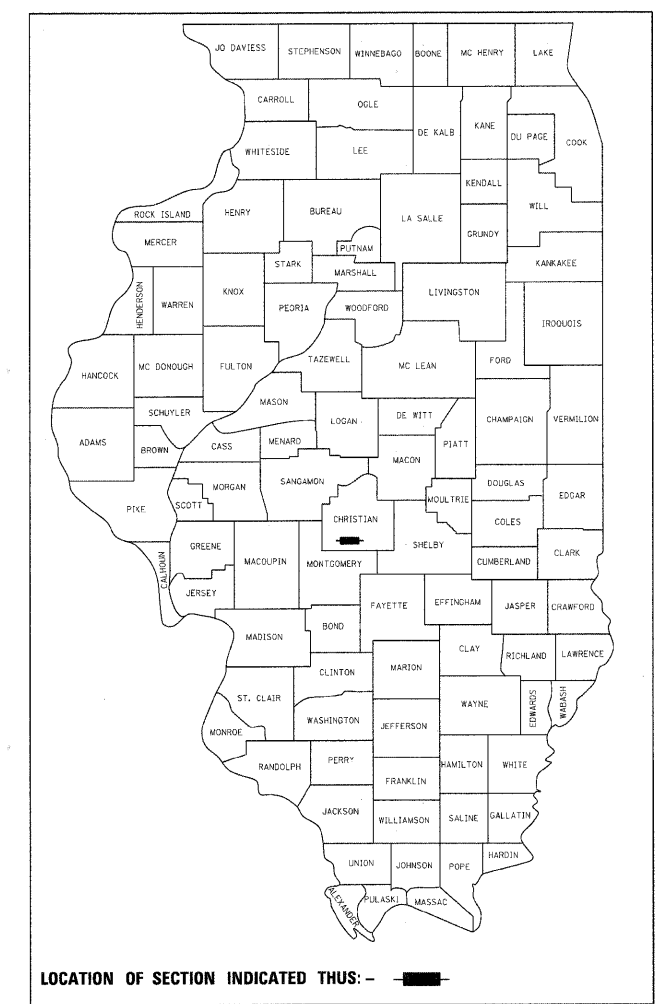 JO DAVIESS
STEPHENSON
WINNEBAGO
BOONE
MC HENRY
LAKE
CARROLL
OGLE
DE KALB
KANE
DU PAGE
COOK
WHITESIDE
LEE
KENDALL
WILL
ROCK ISLAND
HENRY
BUREAU
LA SALLE
GRUNDY
MERCER
PUTNAM
STARK
MARSHALL
KANKAKEE
HENDERSON
WARREN
KNOX
PEORIA
WOODFORD
LIVINGSTON
IROQUOIS
HANCOCK
MC DONOUGH
FULTON
TAZEWELL
MC LEAN
FORD
MASON
SCHUYLER
LOGAN
DE WITT
CHAMPAIGN
VERMILION
ADAMS
BROWN
CASS
MENARD
MACON
PIATT
PIKE
SCOTT
MORGAN
SANGAMON
MOULTRIE
DOUGLAS
EDGAR
CHRISTIAN
COLES
CALHOUN
GREENE
MACOUPIN
MONTGOMERY
SHELBY
CUMBERLAND
CLARK
JERSEY
FAYETTE
EFFINGHAM
JASPER
CRAWFORD
MADISON
BOND
CLAY
RICHLAND
LAWRENCE
CLINTON
MARION
ST. CLAIR
WAYNE
EDWARDS
WABASH
MONROE
WASHINGTON
JEFFERSON
RANDOLPH
PERRY
HAMILTON
WHITE
FRANKLIN
JACKSON
WILLIAMSON
SALINE
GALLATIN
UNION
JOHNSON
POPE
HARDIN
ALEXANDER
PULASKI
MASSAC
LOCATION OF SECTION INDICATED THUS: -